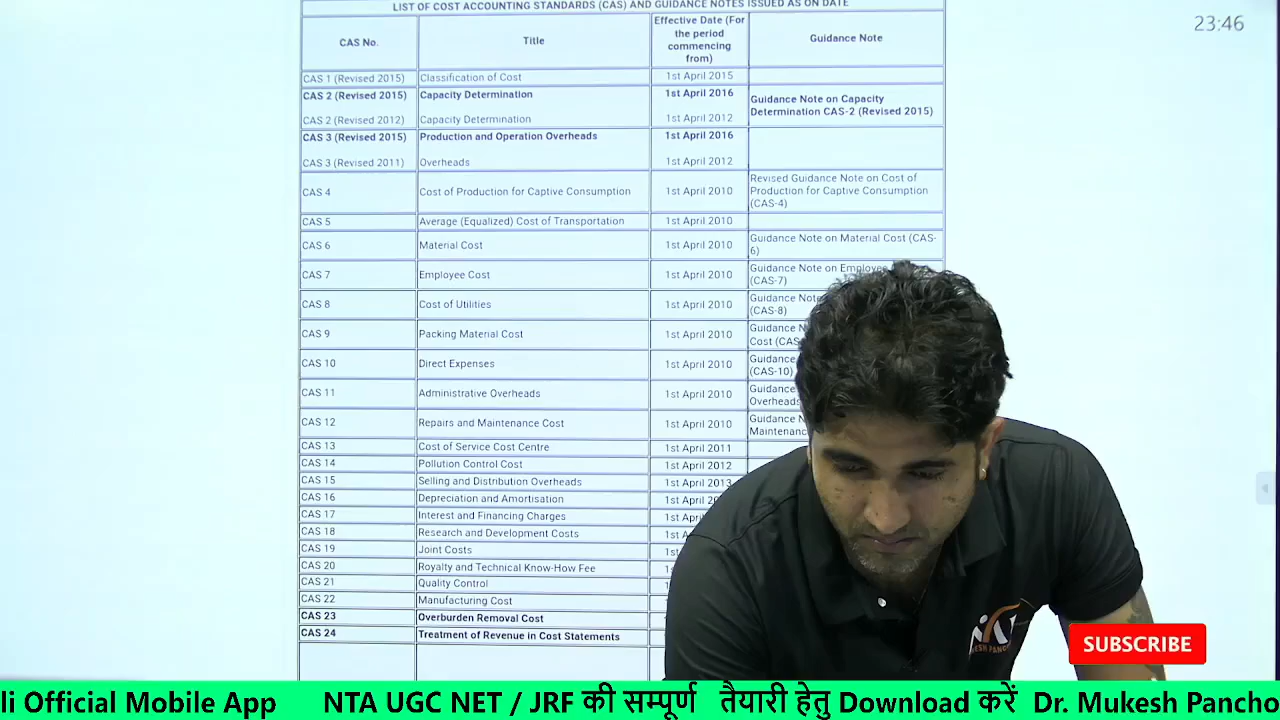 LIST OF COST ACCOUNTING STANDARDS (CAS) AND GUIDANCE NOTES ISSUED AS ON DATE
23:46
CAS No.
Title
Effective Date (For
the period
commencing
from)
Guidance Note
CAS 1 (Revised 2015) Classification of Cost 1st April 2015
CAS 2 (Revised 2015) Capacity Determination 1st April 2016
CAS 2 (Revised 2012) Capacity Determination 1st April 2012
Guidance Note on Capacity
Determination CAS-2 (Revised 2015)
CAS 3 (Revised 2015) Production and Operation Overheads 1st April 2016
CAS 3 (Revised 2011) Overheads 1st April 2012
CAS 4 Cost of Production for Captive Consumption 1st April 2010
Revised Guidance Note on Cost of
Production for Captive Consumption
(CAS-4)
CAS 5 Average (Equalized) Cost of Transportation 1st April 2010
CAS 6 Material Cost 1st April 2010
Guidance Note on Material Cost (CAS-
6)
CAS 7 Employee Cost 1st April 2010
Guidance Note on Employee
(CAS-7)
CAS 8 Cost of Utilities 1st April 2010
Guidance Note
(CAS-8)
CAS 9 Packing Material Cost 1st April 2010
Guidance
Cost
CAS 10 Direct Expenses 1st April 2010
Guidance
(CAS-10)
CAS 11 Administrative Overheads 1st April 2010
Guidance
Overheads
CAS 12 Repairs and Maintenance Cost 1st April 2010
Guidance
Maintenance
CAS 13 Cost of Service Cost Centre 1st April 2011
CAS 14 Pollution Control Cost 1st April 2012
CAS 15 Selling and Distribution Overheads 1st April 2013
CAS 16 Depreciation and Amortisation 1st April
CAS 17 Interest and Financing Charges 1st
CAS 18 Research and Development Costs 1st
CAS 19 Joint Costs
CAS 20 Royalty and Technical Know-How Fee
CAS 21 Quality Control
CAS 22 Manufacturing Cost
CAS 23 Overburden Removal Cost
CAS 24 Treatment of Revenue in Cost Statements
SUBSCRIBE
li Official Mobile App NTA UGC NET / JRF की सम्पूर्ण तैयारी हेतु Download करें Dr. Mukesh Pancho